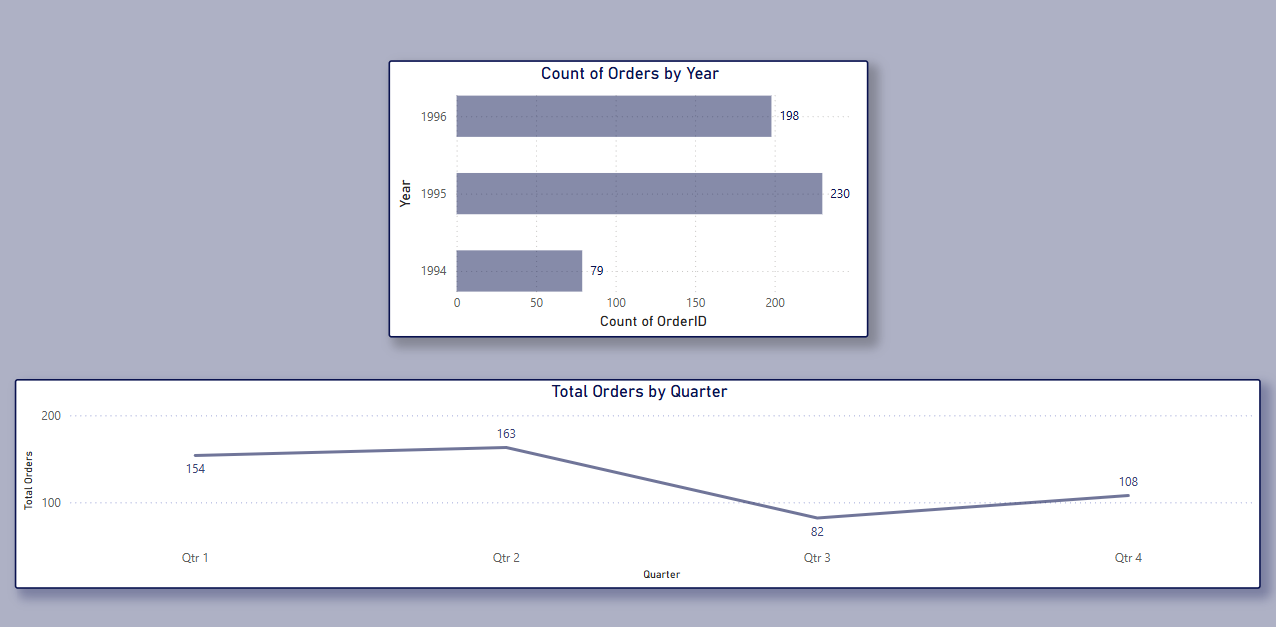 Count of Orders by Year
Year
1996
198
1995
230
1994
79
0 50 100 150 200
Count of OrderID
Total Orders by Quarter
Total Orders
200
100
154
163
82
108
Qtr 1 Qtr 2 Qtr 3 Qtr 4
Quarter